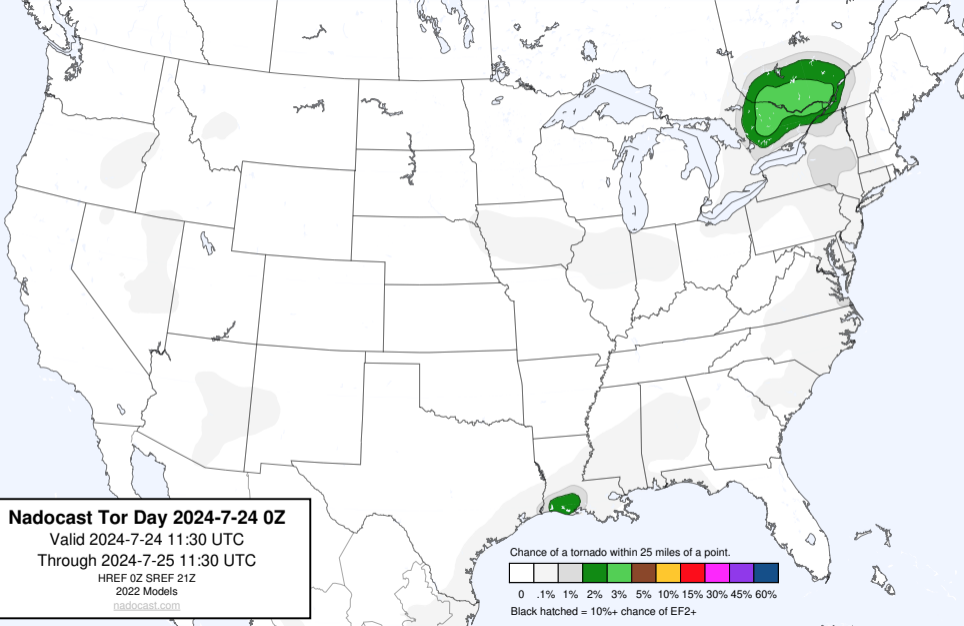 Nadocast Tor Day 2024-7-24 0Z
Valid 2024-7-24 11:30 UTC
Through 2024-7-25 11:30 UTC
HREF 0Z SREF 21Z
2022 Models
nadocast.com
Chance of a tornado within 25 miles of a point.
0 .1% 1% 2% 3% 5% 10% 15% 30% 45% 60%
Black hatched = 10%+ chance of EF2+